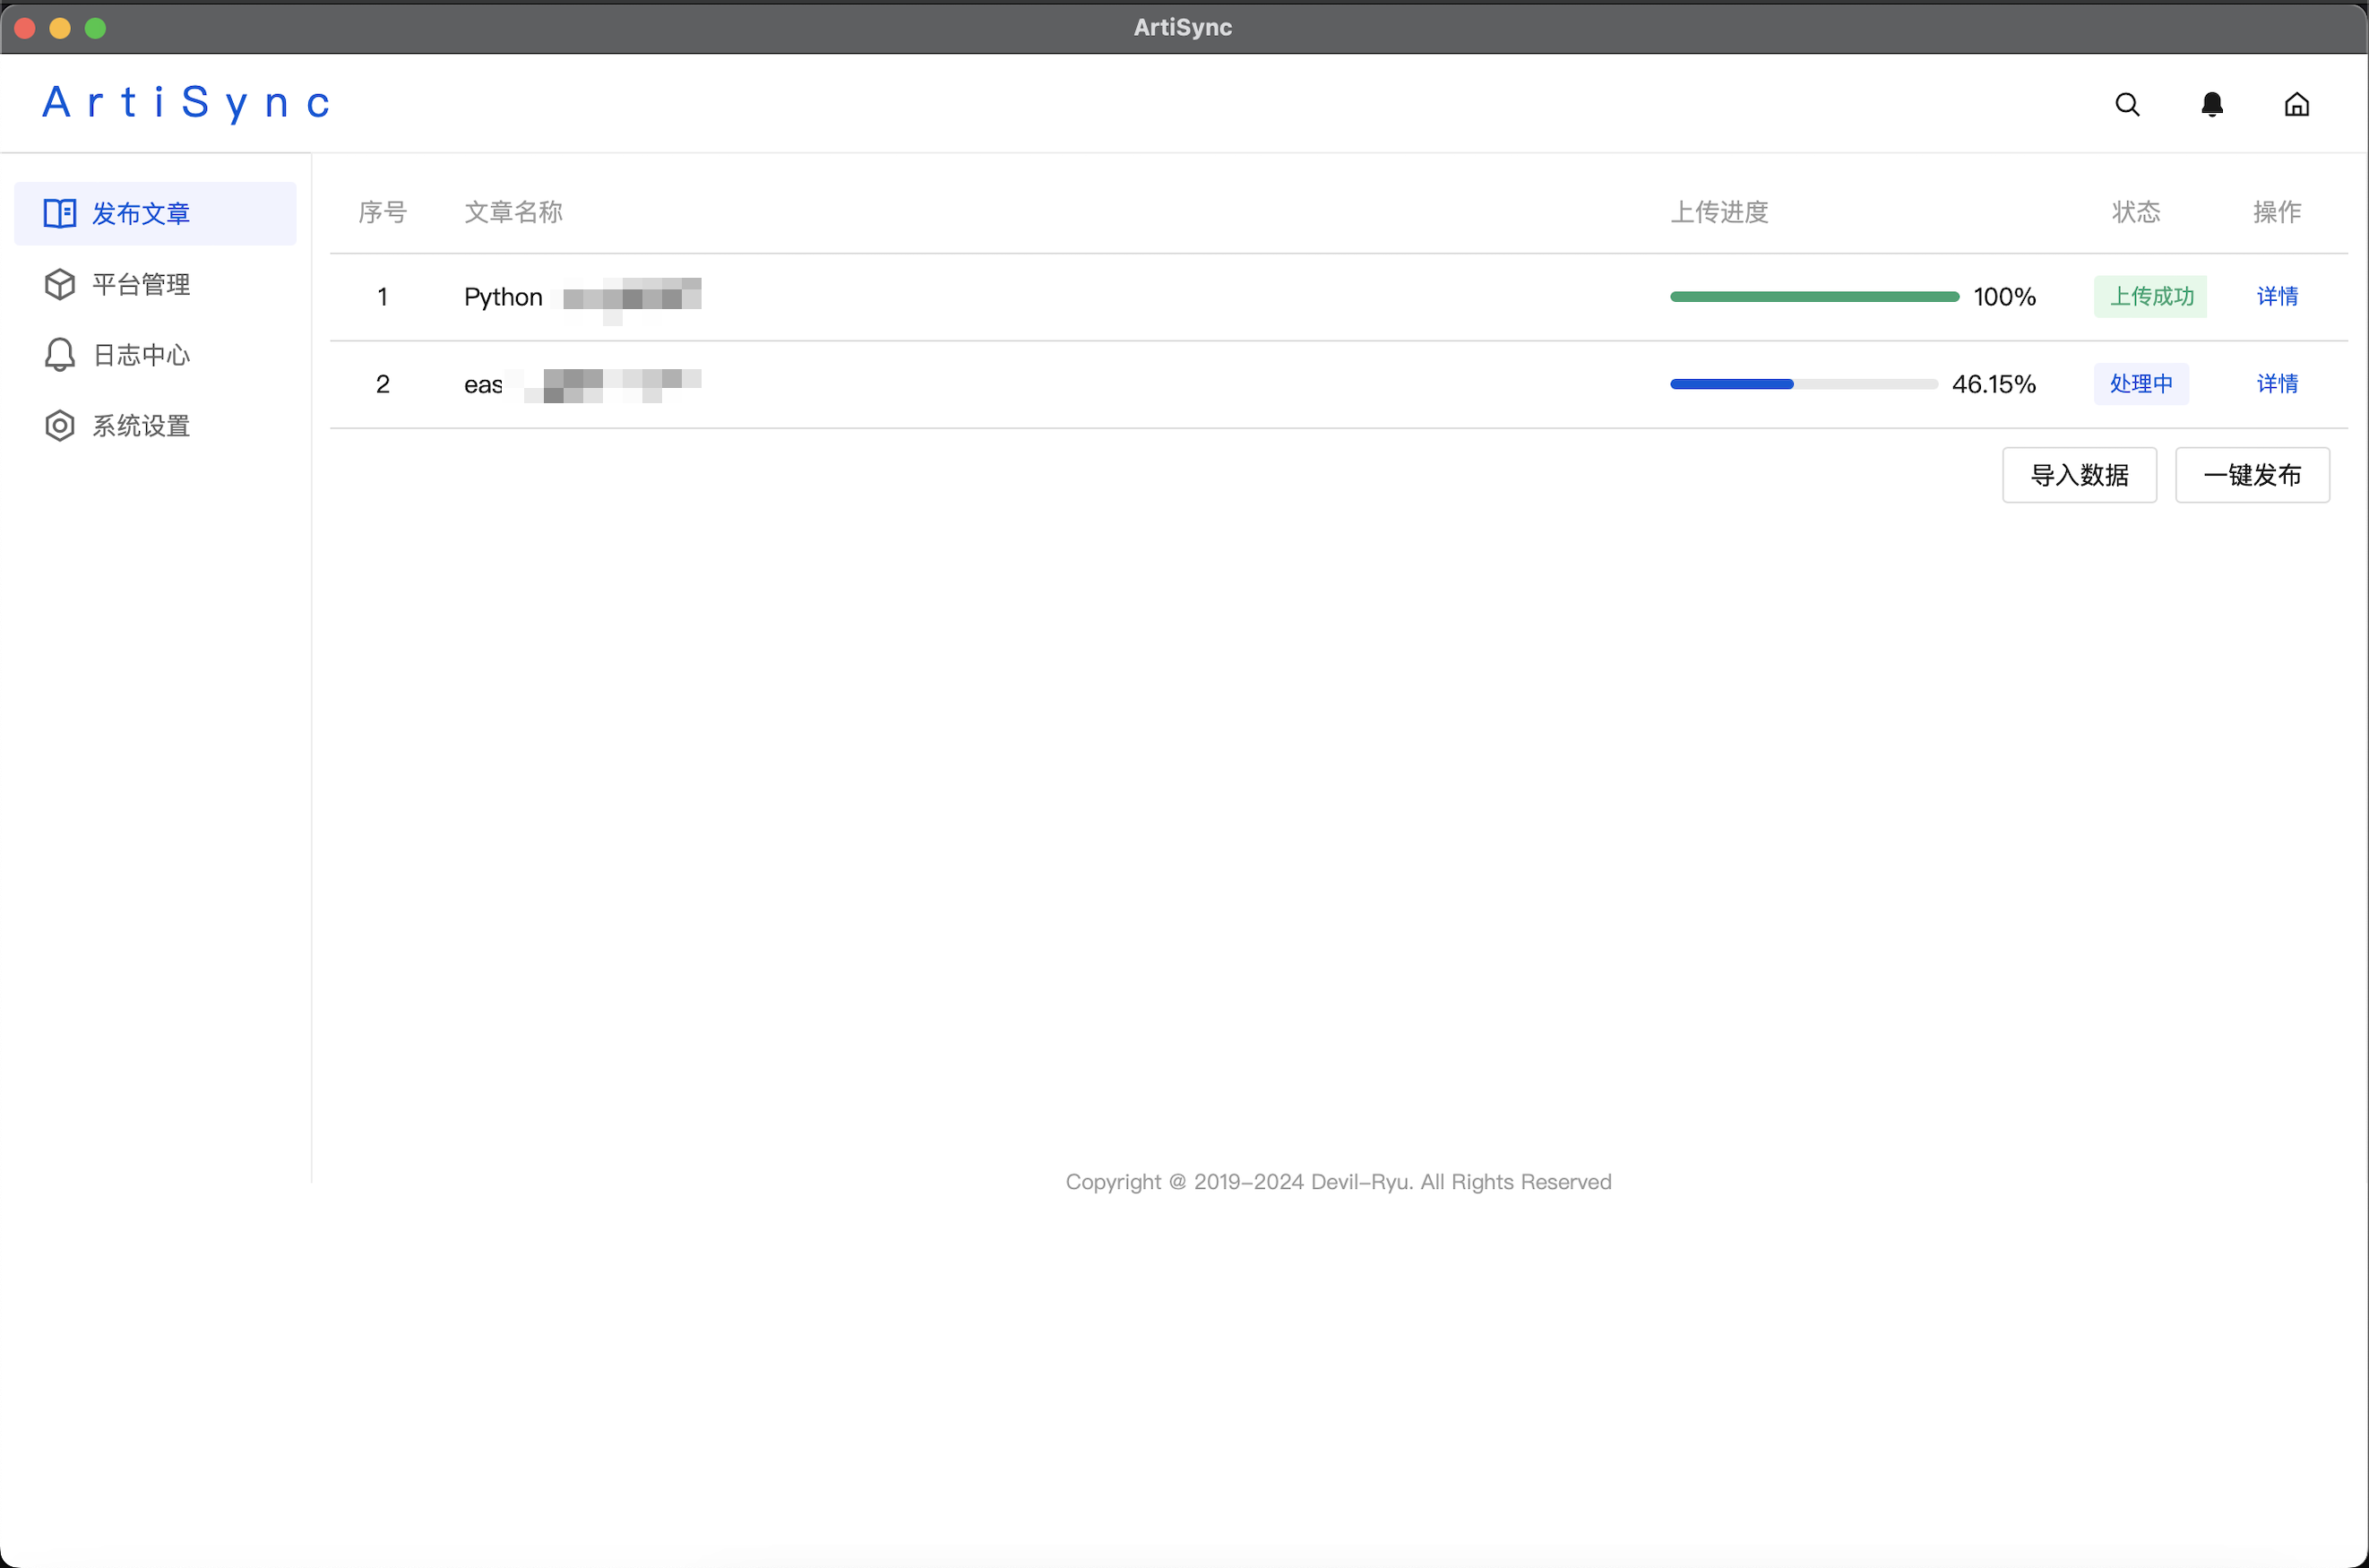 ArtiSync
ArtiSync
发布文章
平台管理
日志中心
系统设置
序号 文章名称 上传进度 状态 操作
1 Python 100% 上传成功 详情
2 46.15% 处理中 详情
导入数据 一键发布
Copyright @ 2019-2024 Devil-Ryu. All Rights Reserved